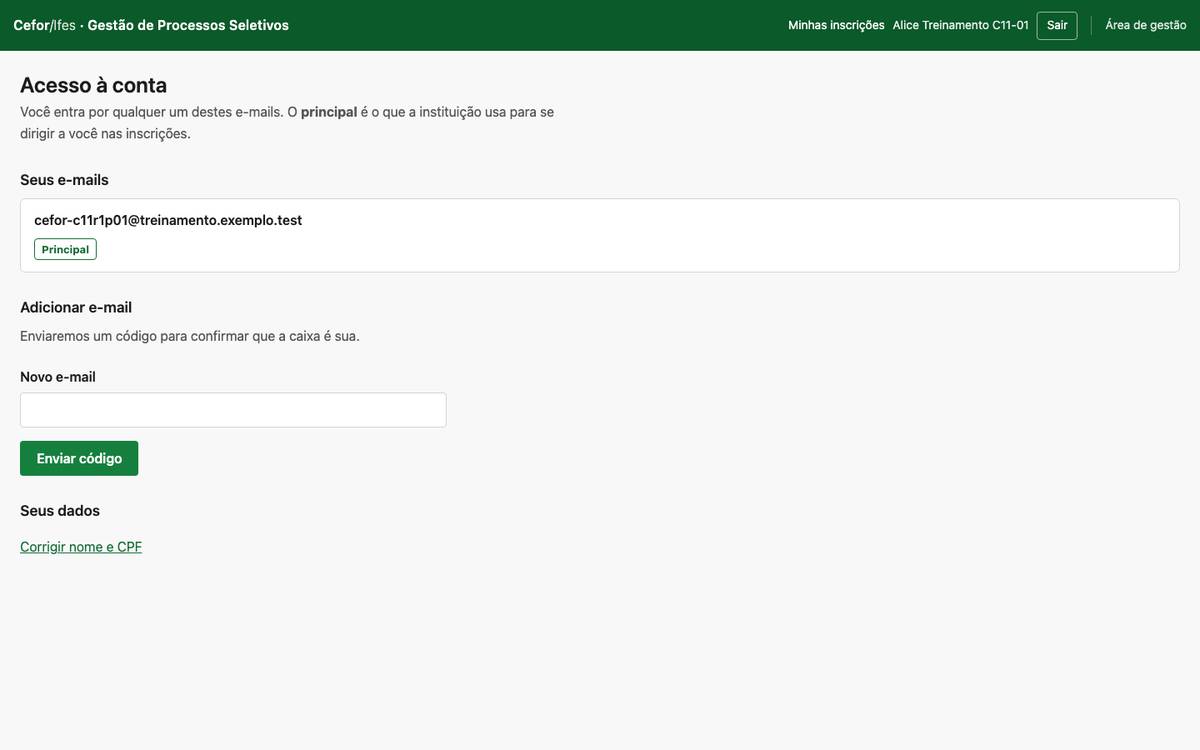 Cefor/Ifes · Gestão de Processos Seletivos
Minhas inscrições Alice Treinamento C11-01 Sair Área de gestão
Acesso à conta
Você entra por qualquer um destes e-mails. O principal é o que a instituição usa para se
dirigir a você nas inscrições.
Seus e-mails
cefor-c11r1p01@treinamento.exemplo.test
Principal
Adicionar e-mail
Enviaremos um código para confirmar que a caixa é sua.
Novo e-mail
Enviar código
Seus dados
Corrigir nome e CPF